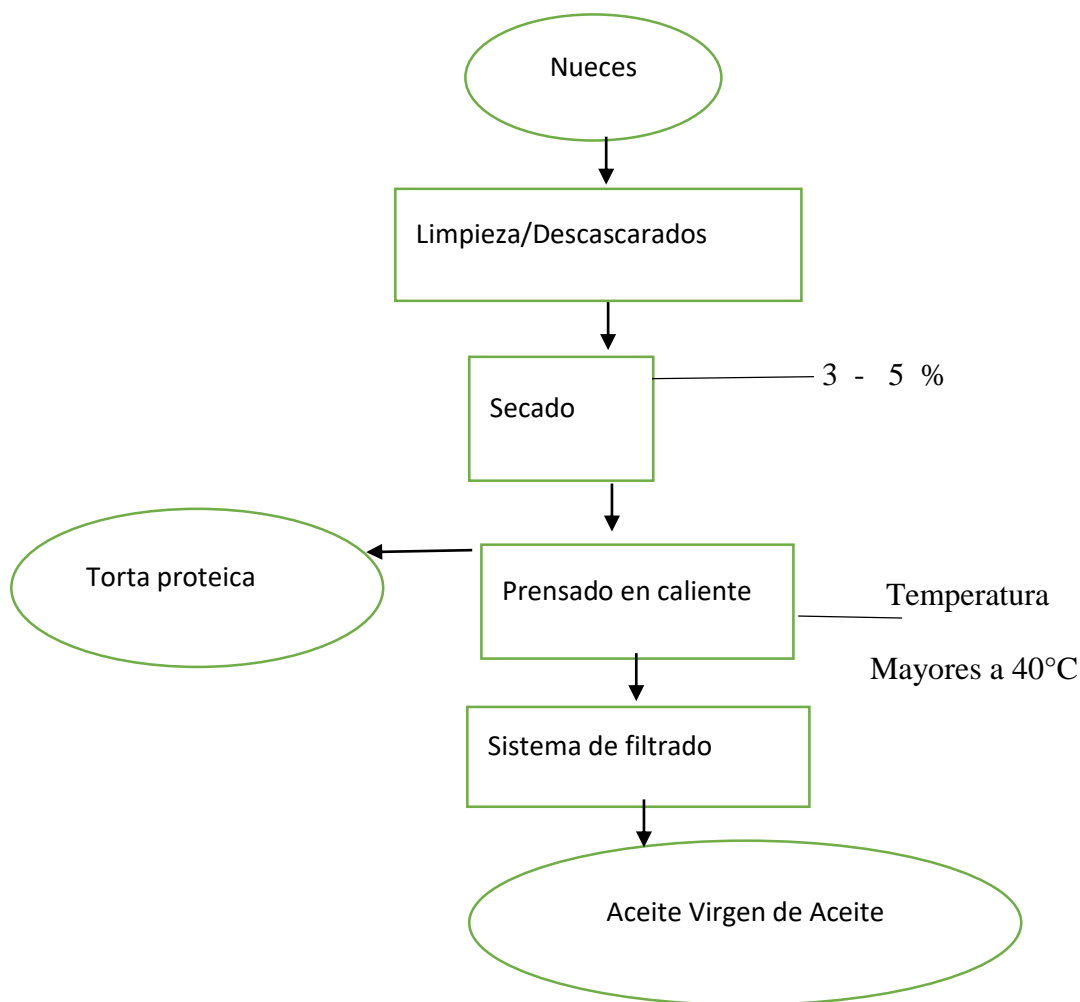 Nueces
Limpieza/Descascarados
3 - 5 %
Secado
Torta proteica
Prensado en caliente
Temperatura
Mayores a 40°C
Sistema de filtrado
Aceite Virgen de Aceite